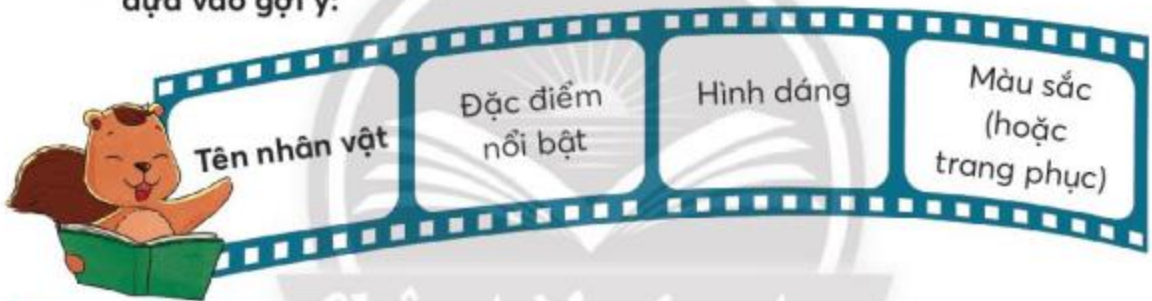 dựa vào gợi ý:
Tên nhân vật
Đặc điểm
nổi bật
Hình dáng
Màu sắc
(hoặc
trang phục)